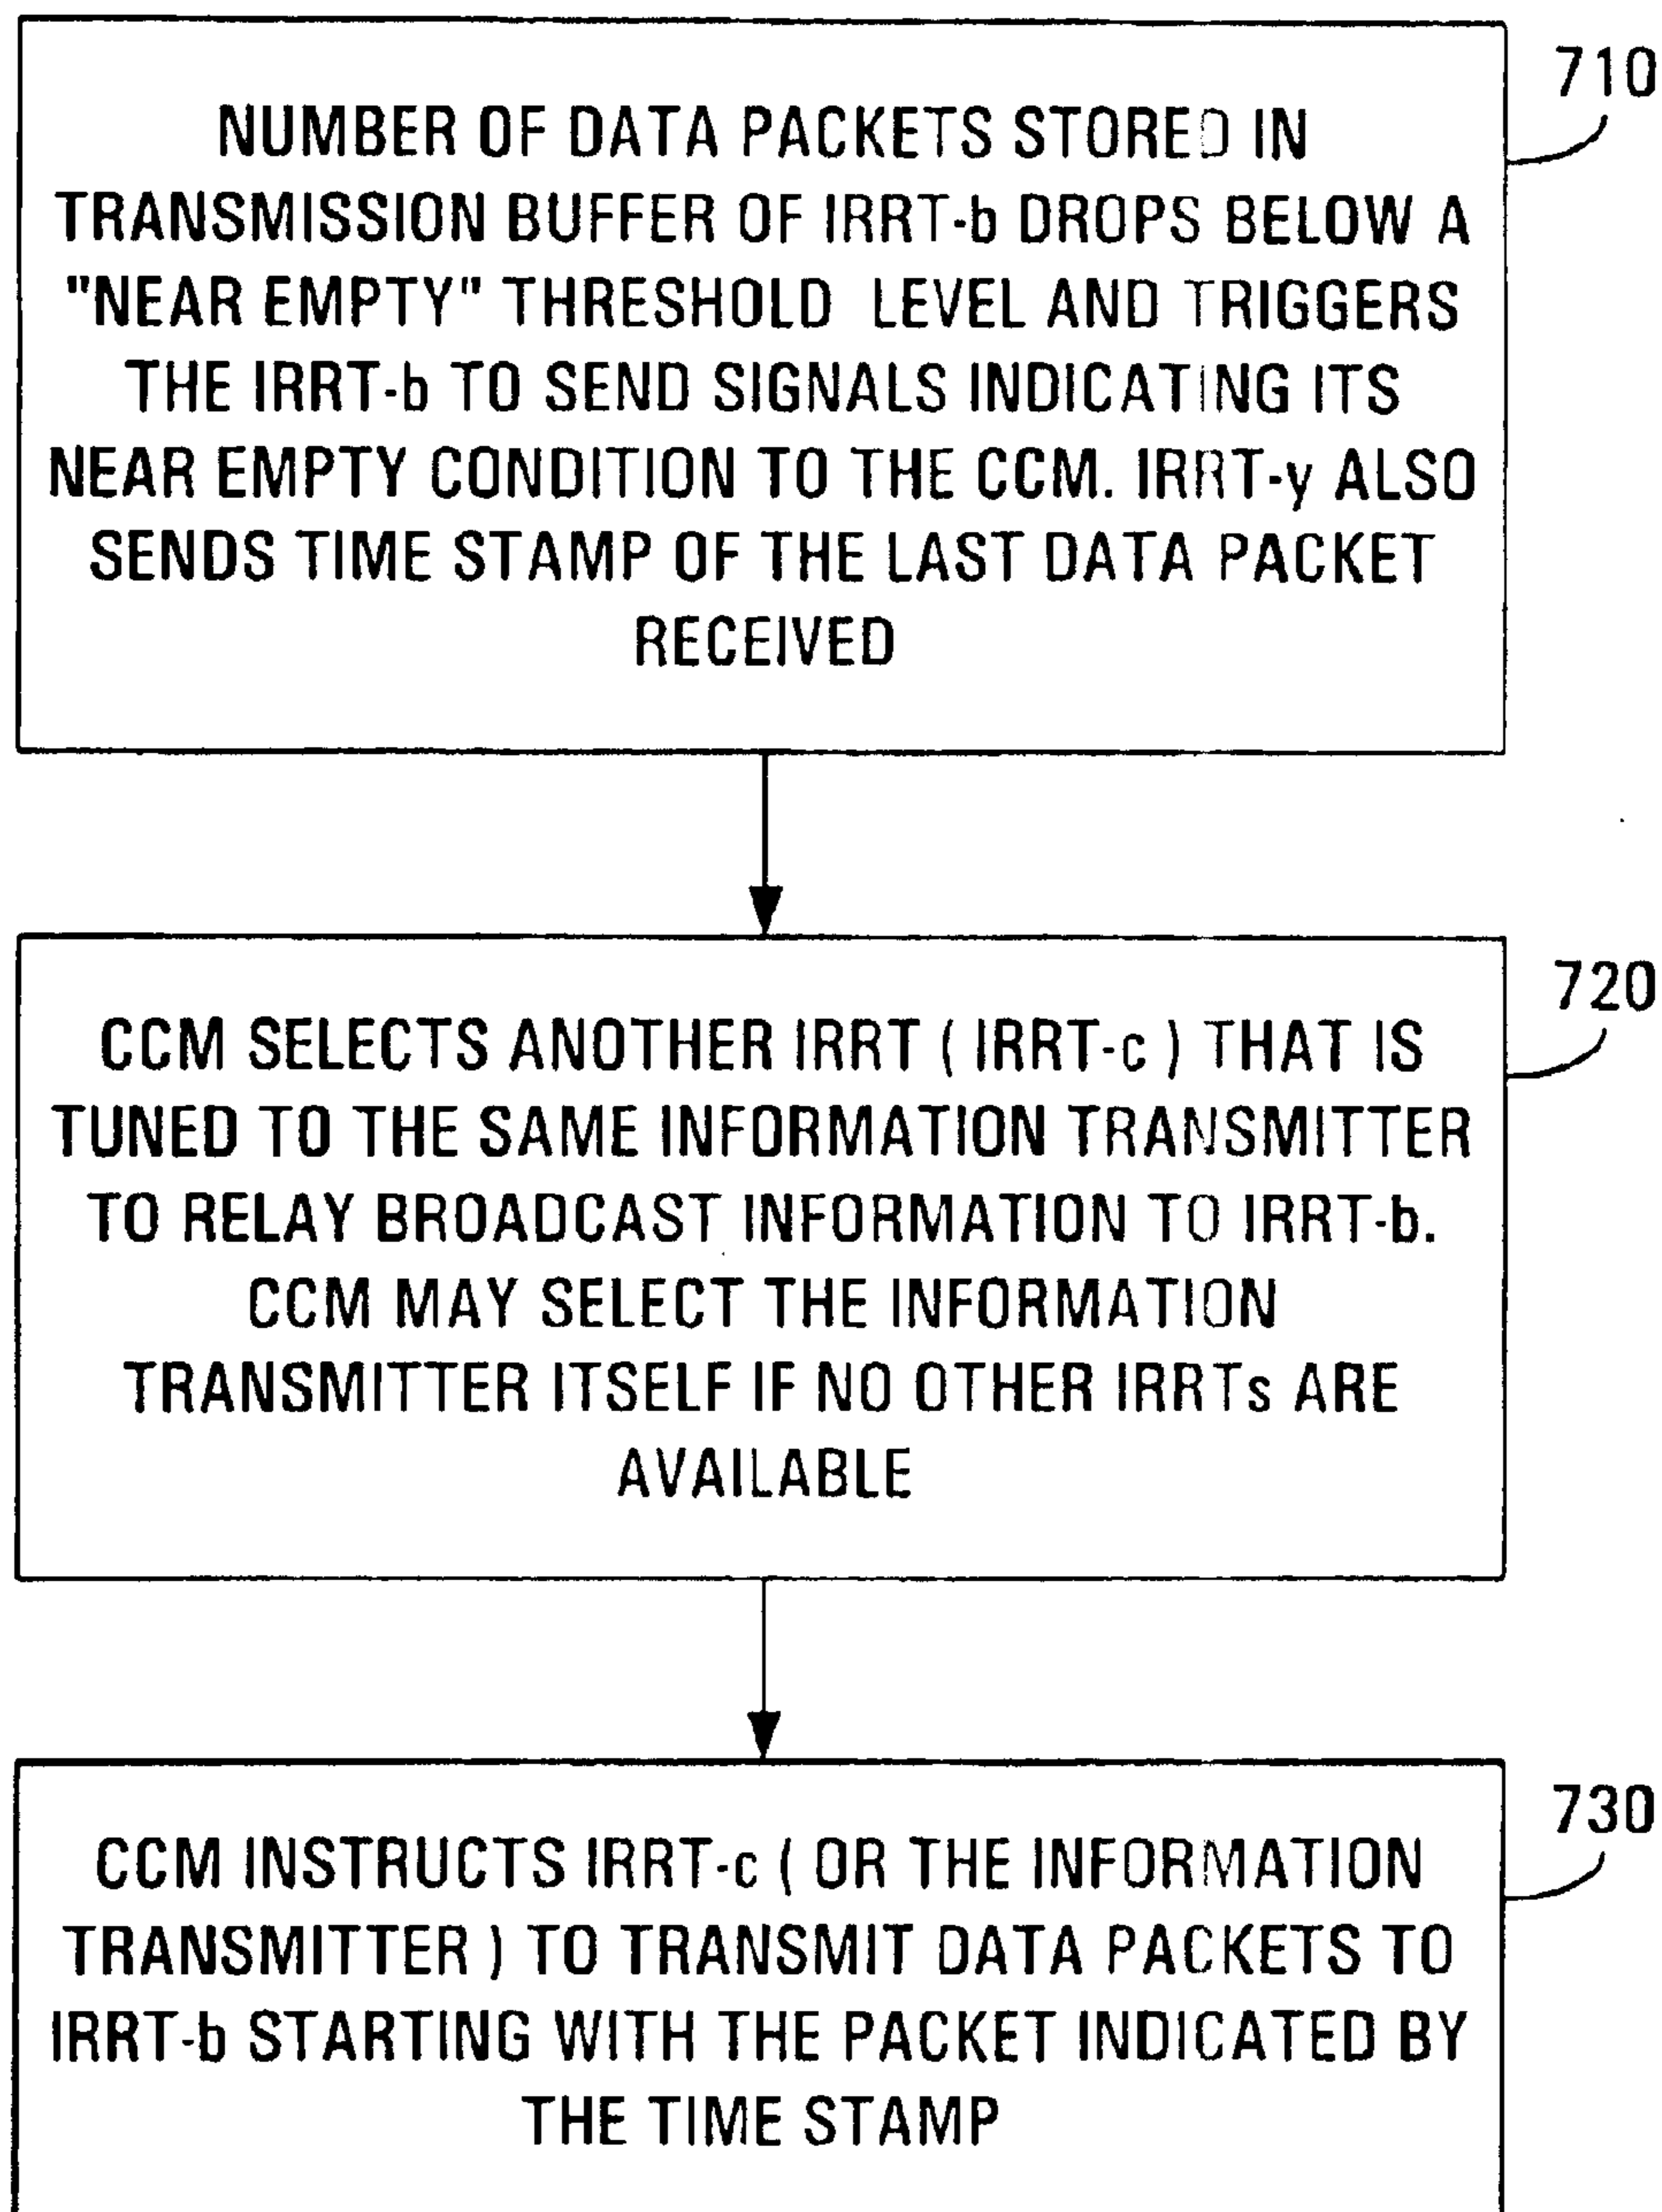 710
NUMBER OF DATA PACKETS STORED IN
TRANSMISSION BUFFER OF IRRT-b DROPS BELOW A
"NEAR EMPTY" THRESHOLD LEVEL AND TRIGGERS
THE IRRT-b TO SEND SIGNALS INDICATING ITS
NEAR EMPTY CONDITION TO THE CCM. IRRT-y ALSO
SENDS TIME STAMP OF THE LAST DATA PACKET
RECEIVED
720
CCM SELECTS ANOTHER IRRT ( IRRT-c ) THAT IS
TUNED TO THE SAME INFORMATION TRANSMITTER
TO RELAY BROADCAST INFORMATION TO IRRT-b.
CCM MAY SELECT THE INFORMATION
TRANSMITTER ITSELF IF NO OTHER IRRTs ARE
AVAILABLE
730
CCM INSTRUCTS IRRT-c ( OR THE INFORMATION
TRANSMITTER ) TO TRANSMIT DATA PACKETS TO
IRRT-b STARTING WITH THE PACKET INDICATED BY
THE TIME STAMP